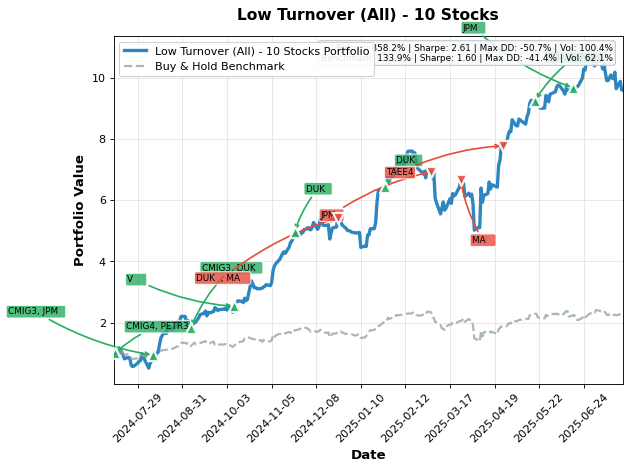 Low Turnover (All) - 10 Stocks
JPM
Low Turnover (All) - 10 Stocks Portfolio
Buy & Hold Benchmark
358.2% | Sharpe: 2.61 | Max DD: -50.7% | Vol: 100.4%
133.9% | Sharpe: 1.60 | Max DD: -41.4% | Vol: 62.1%
Portfolio Value
10
8
6
4
2
DUK
TAEE4
DUK
JPM
MA
CMIG3, DUK
DUK, MA
V
CMIG3, JPM
CMIG4, PETR3
2024-07-29
2024-08-31
2024-10-03
2024-11-05
2024-12-08
2025-01-10
2025-02-12
2025-03-17
2025-04-19
2025-05-22
2025-06-24
Date